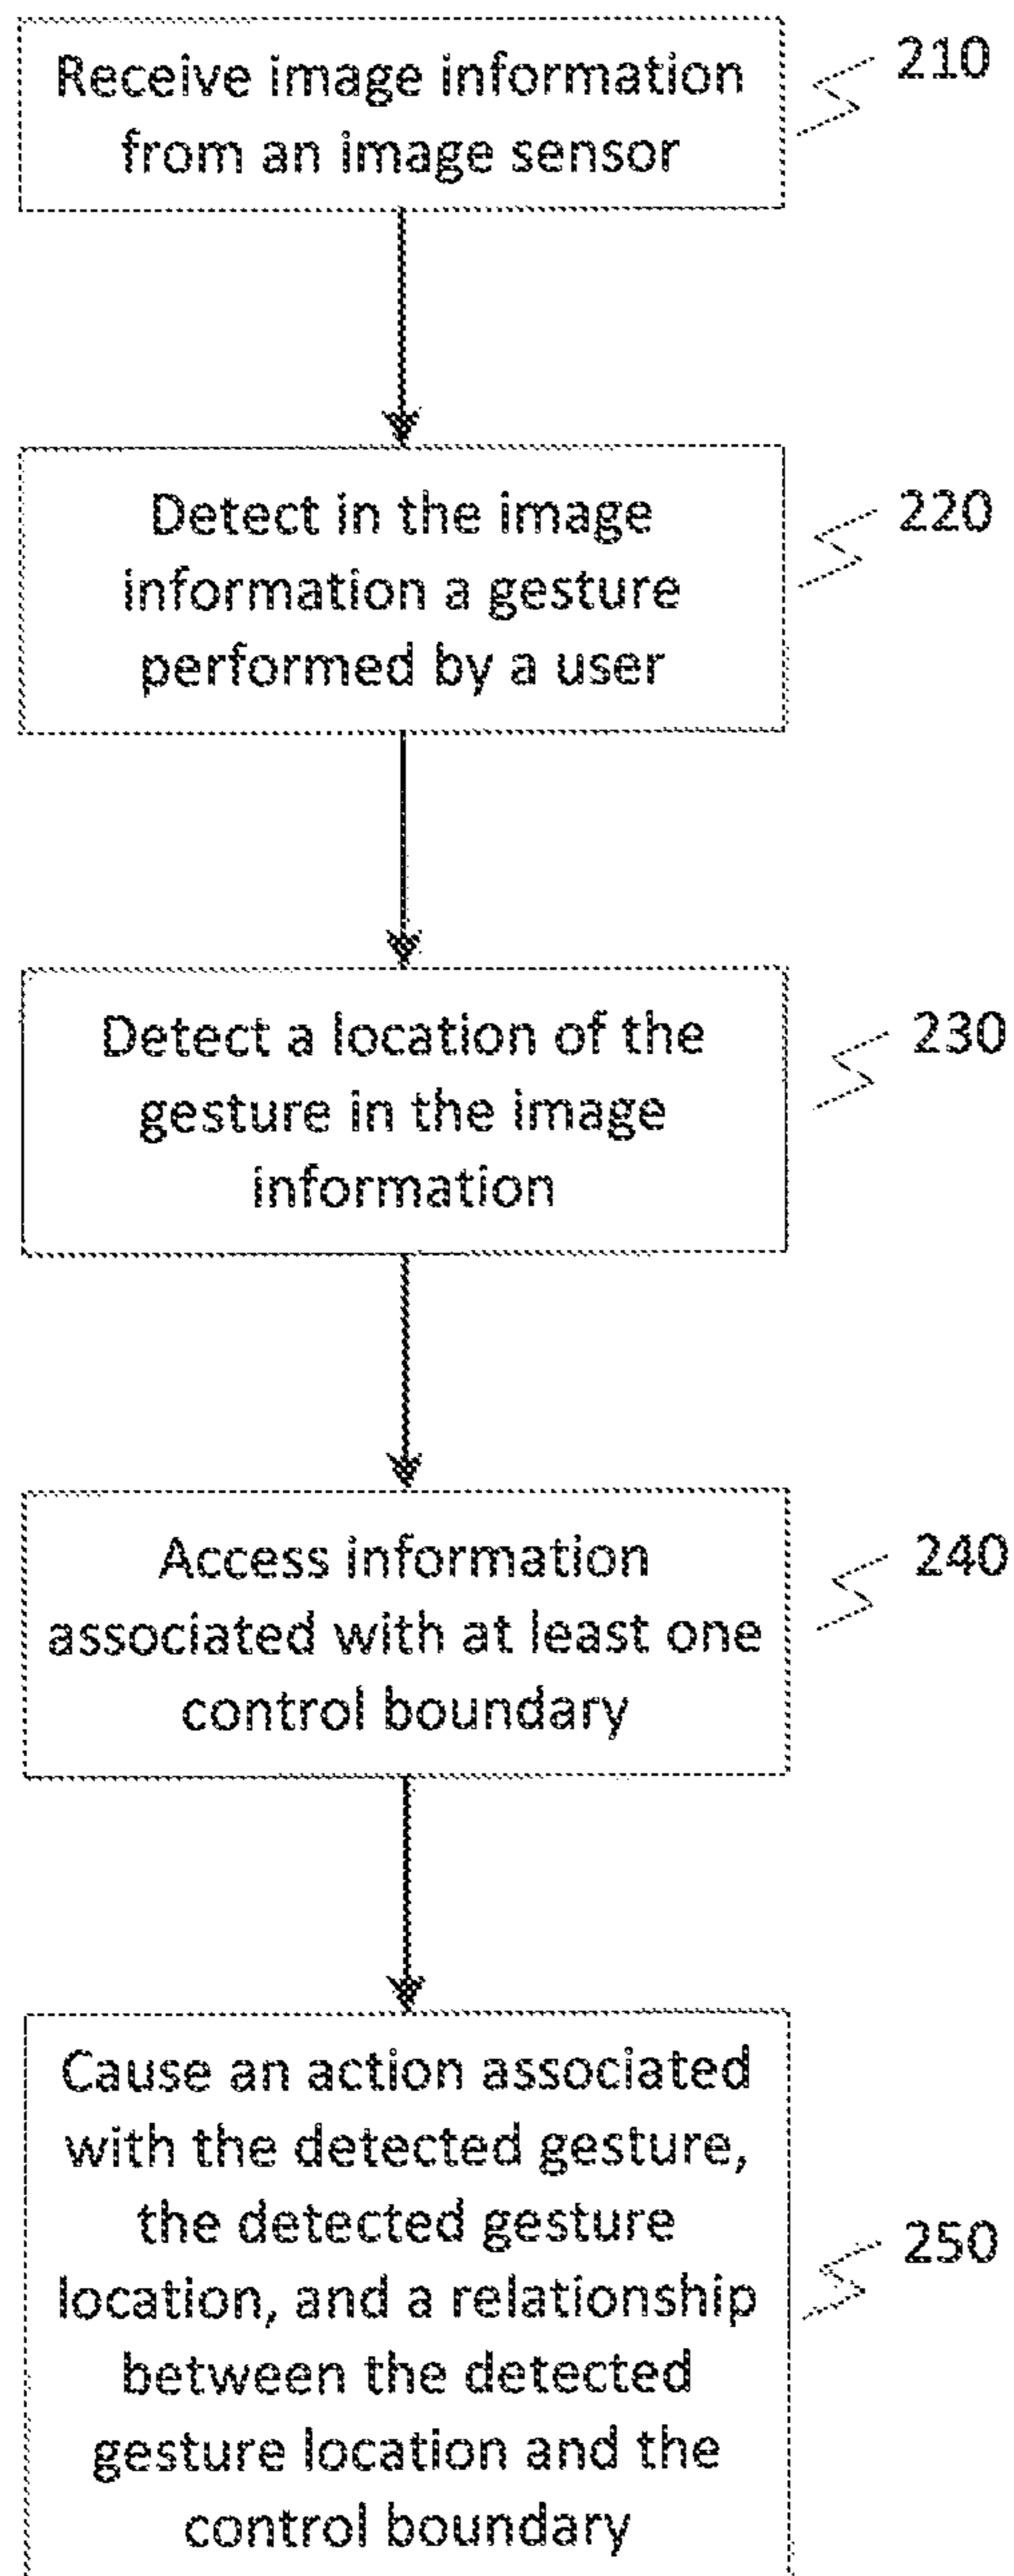 Receive image information
from an image sensor
210
Detect in the image
information a gesture
performed by a user
220
Detect a location of the
gesture in the image
information
230
Access information
associated with at least one
control boundary
240
Cause an action associated
with the detected gesture,
the detected gesture
location, and a relationship
between the detected
gesture location and the
control boundary
250